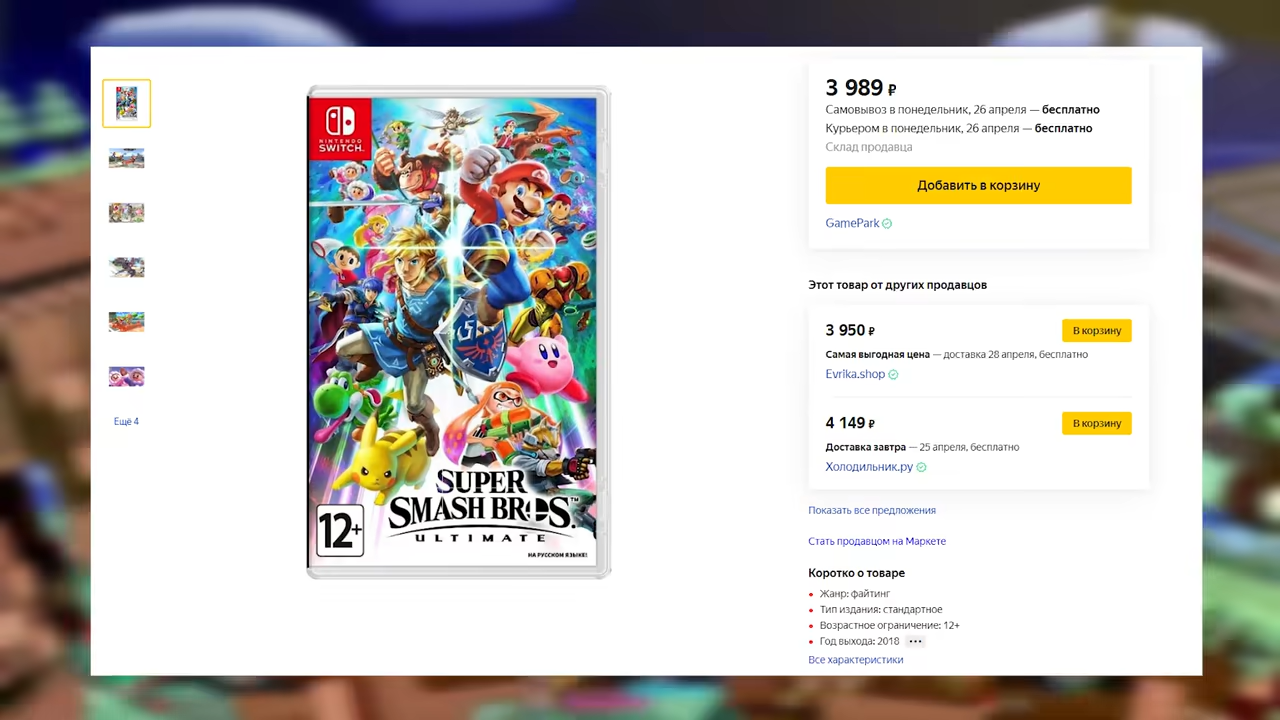 NINTENDO
SWITCH
SUPER
SMASH BROS.™
ULTIMATE
12+
НА РУССКОМ ЯЗЫКЕ!
Ещё 4
3 989 ₽
Самовывоз в понедельник, 26 апреля — бесплатно
Курьером в понедельник, 26 апреля — бесплатно
Склад продавца
Добавить в корзину
GamePark
Этот товар от других продавцов
3 950 ₽
В корзину
Самая выгодная цена — доставка 28 апреля, бесплатно
Evrika.shop
4 149 ₽
В корзину
Доставка завтра — 25 апреля, бесплатно
Холодильник.ру
Показать все предложения
Стать продавцом на Маркете
Коротко о товаре
Жанр: файтинг
Тип издания: стандартное
Возрастное ограничение: 12+
Год выхода: 2018 •••
Все характеристики